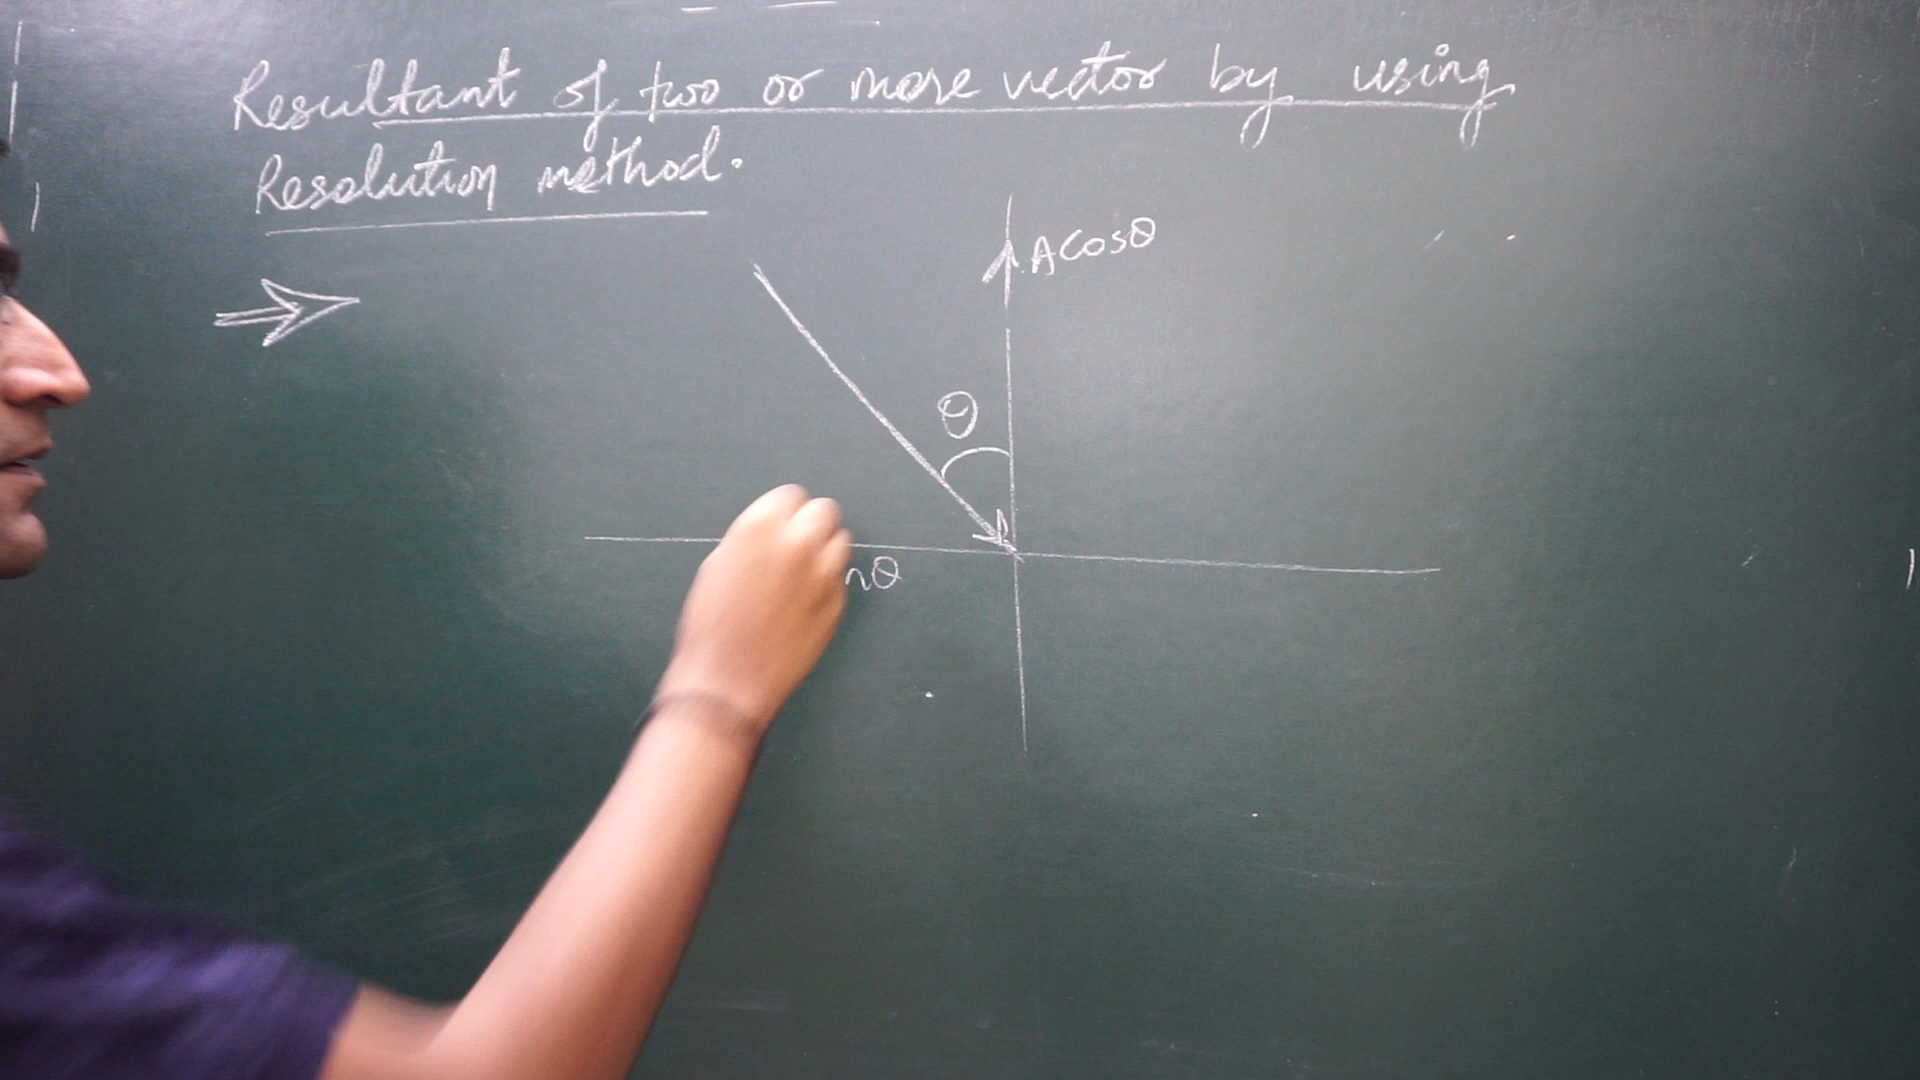 Resultant of two or more vector by using
Resolution method.
ACosθ
θ
nθ